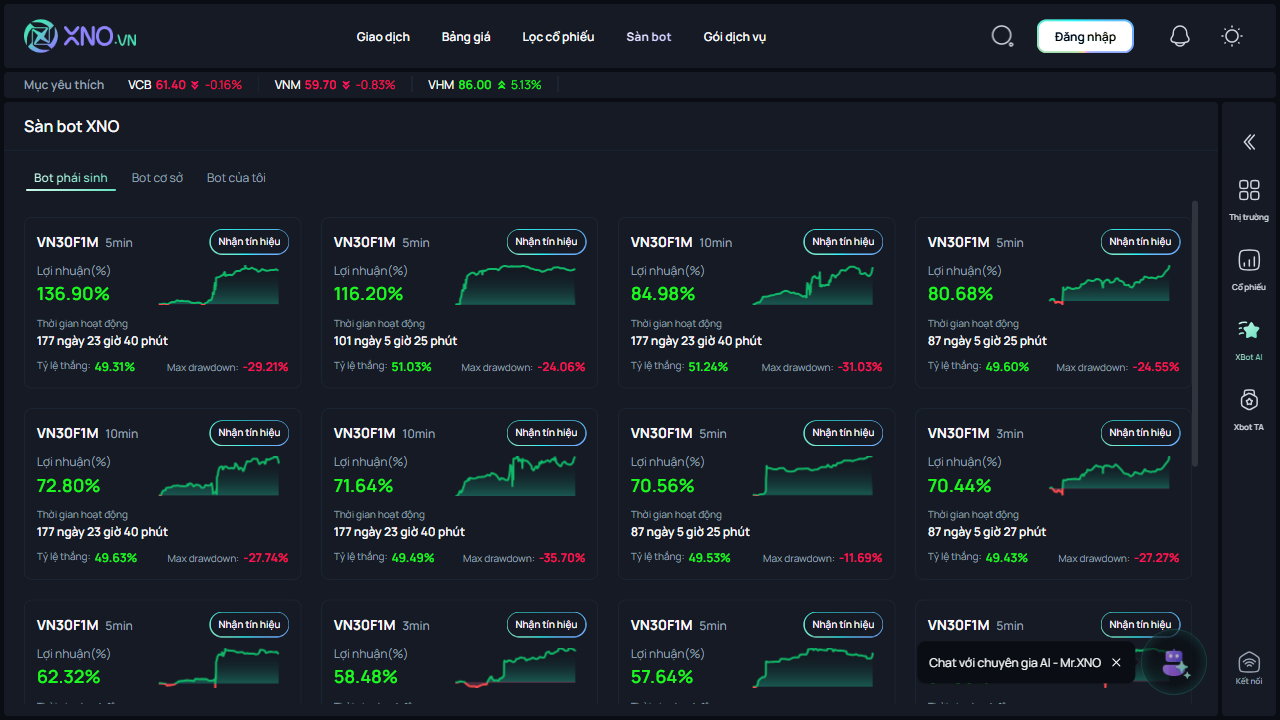 XNO.VN
Giao dịch Bảng giá Lọc cổ phiếu Sàn bot Gói dịch vụ Đăng nhập
Mục yêu thích VCB 61.40 -0.16% VNM 59.70 -0.83% VHM 86.00 5.13%
Sàn bot XNO
Bot phái sinh Bot cơ sở Bot của tôi
VN30F1M 5min Nhận tín hiệu
Lợi nhuận(%)
136.90%
Thời gian hoạt động
177 ngày 23 giờ 40 phút
Tỷ lệ thắng: 49.31% Max drawdown: -29.21%
VN30F1M 5min Nhận tín hiệu
Lợi nhuận(%)
116.20%
Thời gian hoạt động
101 ngày 5 giờ 25 phút
Tỷ lệ thắng: 51.03% Max drawdown: -24.06%
VN30F1M 10min Nhận tín hiệu
Lợi nhuận(%)
84.98%
Thời gian hoạt động
177 ngày 23 giờ 40 phút
Tỷ lệ thắng: 51.24% Max drawdown: -31.03%
VN30F1M 5min Nhận tín hiệu
Lợi nhuận(%)
80.68%
Thời gian hoạt động
87 ngày 5 giờ 25 phút
Tỷ lệ thắng: 49.60% Max drawdown: -24.55%
VN30F1M 10min Nhận tín hiệu
Lợi nhuận(%)
72.80%
Thời gian hoạt động
177 ngày 23 giờ 40 phút
Tỷ lệ thắng: 49.63% Max drawdown: -27.74%
VN30F1M 10min Nhận tín hiệu
Lợi nhuận(%)
71.64%
Thời gian hoạt động
177 ngày 23 giờ 40 phút
Tỷ lệ thắng: 49.49% Max drawdown: -35.70%
VN30F1M 5min Nhận tín hiệu
Lợi nhuận(%)
70.56%
Thời gian hoạt động
87 ngày 5 giờ 25 phút
Tỷ lệ thắng: 49.53% Max drawdown: -11.69%
VN30F1M 3min Nhận tín hiệu
Lợi nhuận(%)
70.44%
Thời gian hoạt động
87 ngày 5 giờ 27 phút
Tỷ lệ thắng: 49.43% Max drawdown: -27.27%
VN30F1M 5min Nhận tín hiệu
Lợi nhuận(%)
62.32%
VN30F1M 3min Nhận tín hiệu
Lợi nhuận(%)
58.48%
VN30F1M 5min Nhận tín hiệu
Lợi nhuận(%)
57.64%
VN30F1M 5min Nhận tín hiệu
Chat với chuyên gia AI - Mr.XNO
Thị trường
Cổ phiếu
XBot AI
Xbot TA
Kết nối